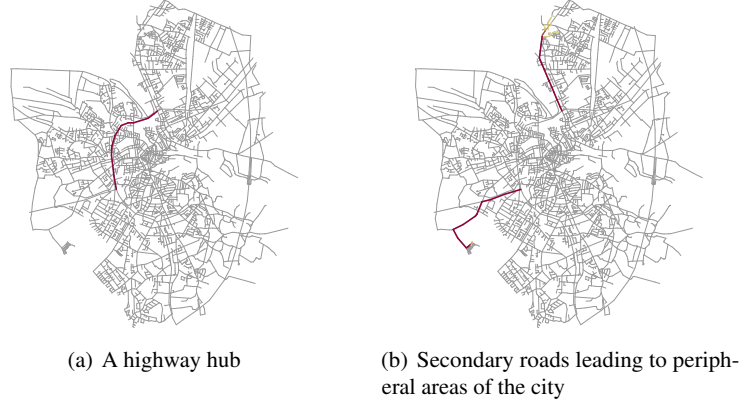 (a) A highway hub
(b) Secondary roads leading to periph-
eral areas of the city